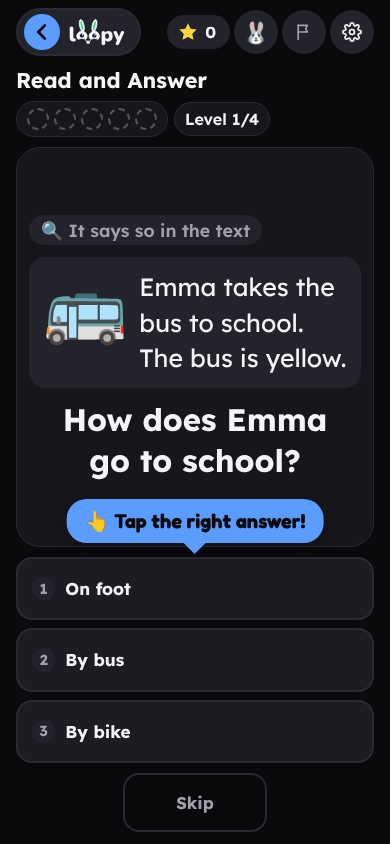 loopy
0
Read and Answer
Level 1/4
It says so in the text
Emma takes the
bus to school.
The bus is yellow.
How does Emma
go to school?
Tap the right answer!
1 On foot
2 By bus
3 By bike
Skip